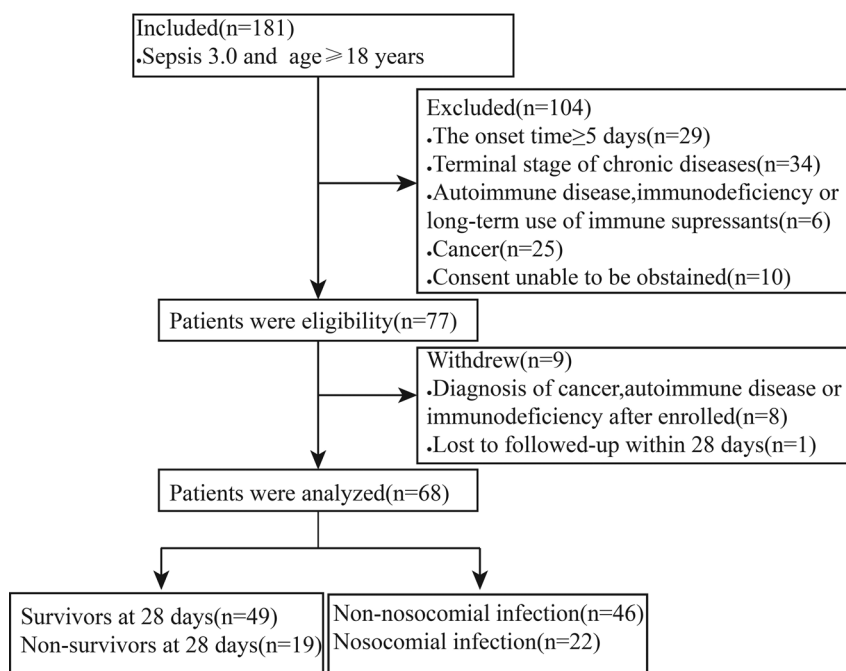 Included(n=181)
.Sepsis 3.0 and age⩾18 years
Excluded(n=104)
.The onset time≥5 days(n=29)
.Terminal stage of chronic diseases(n=34)
.Autoimmune disease,immunodeficiency or
long-term use of immune supressants(n=6)
.Cancer(n=25)
.Consent unable to be obstained(n=10)
Patients were eligibility(n=77)
Withdrew(n=9)
.Diagnosis of cancer,autoimmune disease or
immunodeficiency after enrolled(n=8)
.Lost to followed-up within 28 days(n=1)
Patients were analyzed(n=68)
Survivors at 28 days(n=49)
Non-survivors at 28 days(n=19)
Non-nosocomial infection(n=46)
Nosocomial infection(n=22)